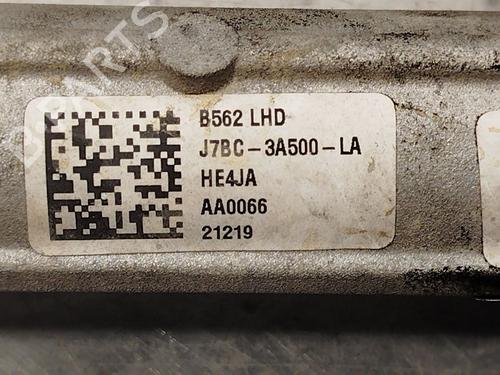 B562 LHD
J7BC-3A500-LA
HE4JA
AA0066
21219